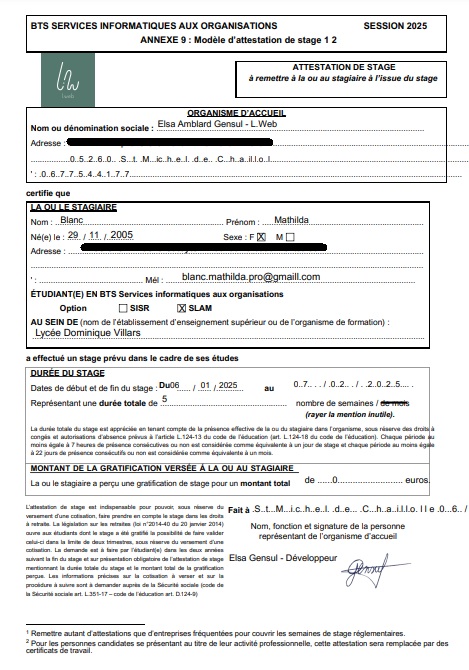 BTS SERVICES INFORMATIQUES AUX ORGANISATIONS SESSION 2025
ANNEXE 9 : Modèle d'attestation de stage 1 2
LW
ATTESTATION DE STAGE
à remettre à la ou au stagiaire à l'issue du stage
ORGANISME D'ACCUEIL
Nom ou dénomination sociale : Elsa Amblard Gensul - L.Web
Adresse :
05260 St Michel de Chaillol
' : .0.6.7.7.5.4.4.1.7.7
certifie que
LA OU LE STAGIAIRE
Nom : Blanc Prénom : Mathilda
Né(e) le : 29 / 11 / 2005 Sexe : F X M
Adresse :
' : Mél : blanc.mathilda.pro@gmaill.com
ÉTUDIANT(E) EN BTS Services informatiques aux organisations
Option SISR X SLAM
AU SEIN DE (nom de l'établissement d'enseignement supérieur ou de l'organisme de formation) :
Lycée Dominique Villars
a effectué un stage prévu dans le cadre de ses études
DURÉE DU STAGE
Dates de début et de fin du stage : Du 06 / 01 / 2025 au 07 / 02 / 2025
Représentant une durée totale de 5 nombre de semaines / de mois
(rayer la mention inutile).
La durée totale du stage est appréciée en tenant compte de la présence effective de la ou du stagiaire dans l'organisme, sous réserve des droits à
congés et autorisations d'absence prévus à l'article L.124-13 du code de l'éducation (art. L.124-18 du code de l'éducation). Chaque période au
moins égale à 7 heures de présence consécutives ou non est considérée comme équivalente à un jour de stage et chaque période au moins égale
à 22 jours de présence consécutifs ou non est considérée comme équivalente à un mois.
MONTANT DE LA GRATIFICATION VERSÉE À LA OU AU STAGIAIRE
La ou le stagiaire a perçu une gratification de stage pour un montant total de ......0........ euros.
L'attestation de stage est indispensable pour pouvoir, sous réserve du
versement d'une cotisation, faire prendre en compte le stage dans les droits
à retraite. La législation sur les retraites (loi n°2014-40 du 20 janvier 2014)
ouvre aux étudiants dont le stage a été gratifié la possibilité de faire valider
celui-ci dans la limite de deux trimestres, sous réserve du versement d'une
cotisation. La demande est à faire par l'étudiant(e) dans les deux années
suivant la fin du stage et sur présentation obligatoire de l'attestation de stage
mentionnant la durée totale du stage et le montant total de la gratification
perçue. Les informations précises sur la cotisation à verser et sur la
procédure à suivre sont à demander auprès de la Sécurité sociale (code de
la Sécurité sociale art. L.351-17 – code de l'éducation art. D.124-9)
Fait à St Michel de Chaillol le 06 /
Nom, fonction et signature de la personne
représentant de l'organisme d'accueil
Elsa Gensul - Développeur
Gensul
1 Remettre autant d'attestations que d'entreprises fréquentées pour couvrir les semaines de stage réglementaires.
2 Pour les personnes candidates se présentant au titre de leur activité professionnelle, cette attestation sera remplacée par des
certificats de travail.